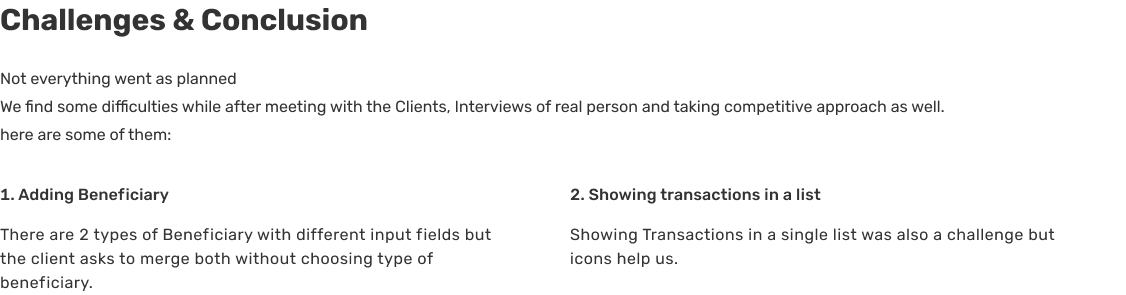 Challenges & Conclusion
Not everything went as planned
We find some difficulties while after meeting with the Clients, Interviews of real person and taking competitive approach as well.
here are some of them:
1. Adding Beneficiary
There are 2 types of Beneficiary with different input fields but
the client asks to merge both without choosing type of
beneficiary.
2. Showing transactions in a list
Showing Transactions in a single list was also a challenge but
icons help us.